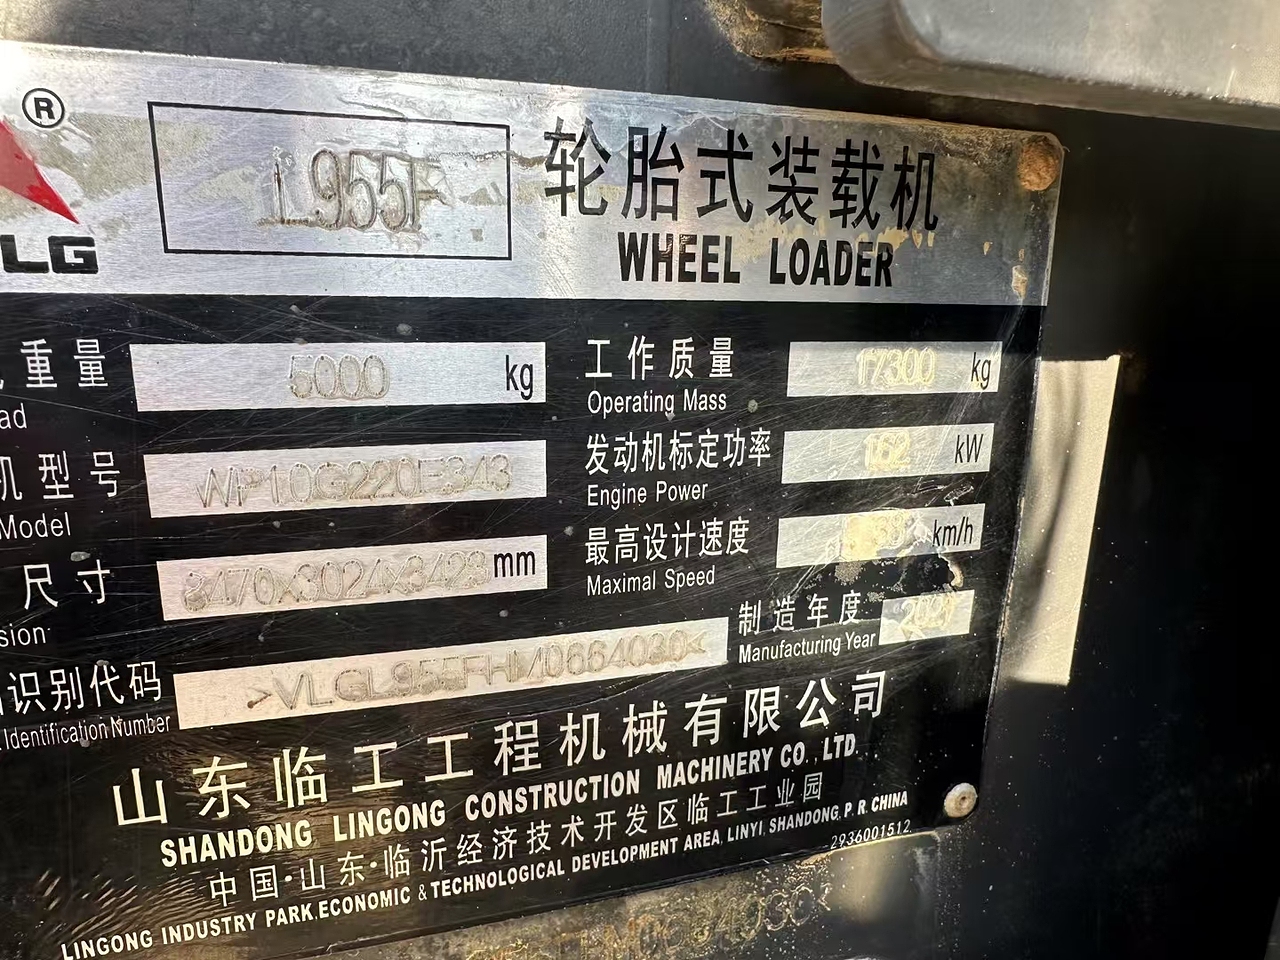 ®
LG
L955F
轮胎式装载机
WHEEL LOADER
重量 5000 kg
工作质量 17300 kg
Operating Mass
机型号 WP10G220E343
Model
发动机标定功率 162 kW
Engine Power
尺寸 8470x3024x3423 mm
最高设计速度 km/h
Maximal Speed
制造年度
Manufacturing Year
识别代码
Identification Number
山东临工工程机械有限公司
SHANDONG LINGONG CONSTRUCTION MACHINERY CO., LTD.
中国·山东·临沂经济技术开发区临工工业园
LINGONG INDUSTRY PARK.ECONOMIC & TECHNOLOGICAL DEVELOPMENT AREA, LINYI, SHANDONG, P. R. CHINA
2936001512.